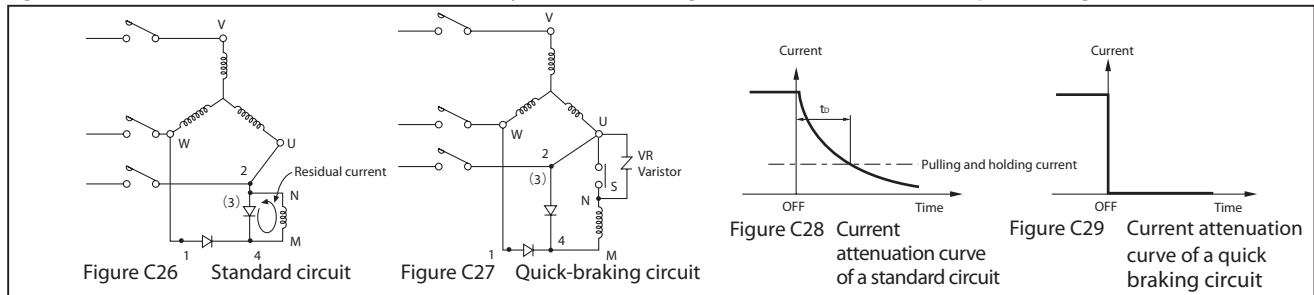 V
W
U
2
Residual current
(3)
N
M
1
4
Figure C26 Standard circuit
V
W
U
2
(3)
S
VR
Varistor
N
M
1
4
Figure C27 Quick-braking circuit
Current
tD
Pulling and holding current
OFF
Time
Figure C28 Current
attenuation curve
of a standard circuit
Current
OFF
Time
Figure C29 Current attenuation
curve of a quick
braking circuit